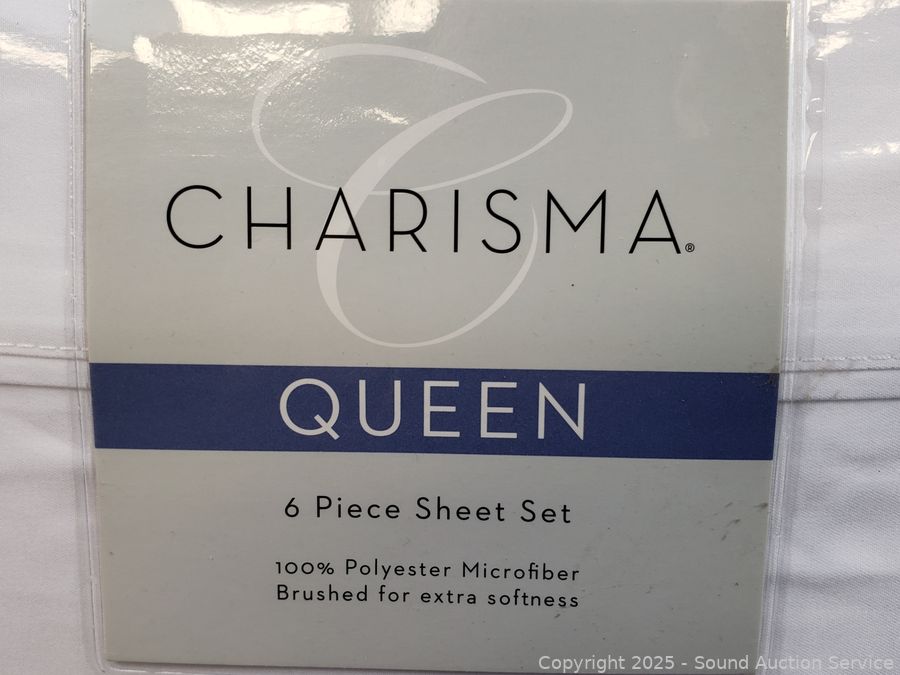 CHARISMA®
QUEEN
6 Piece Sheet Set
100% Polyester Microfiber
Brushed for extra softness
Copyright 2025 - Sound Auction Service